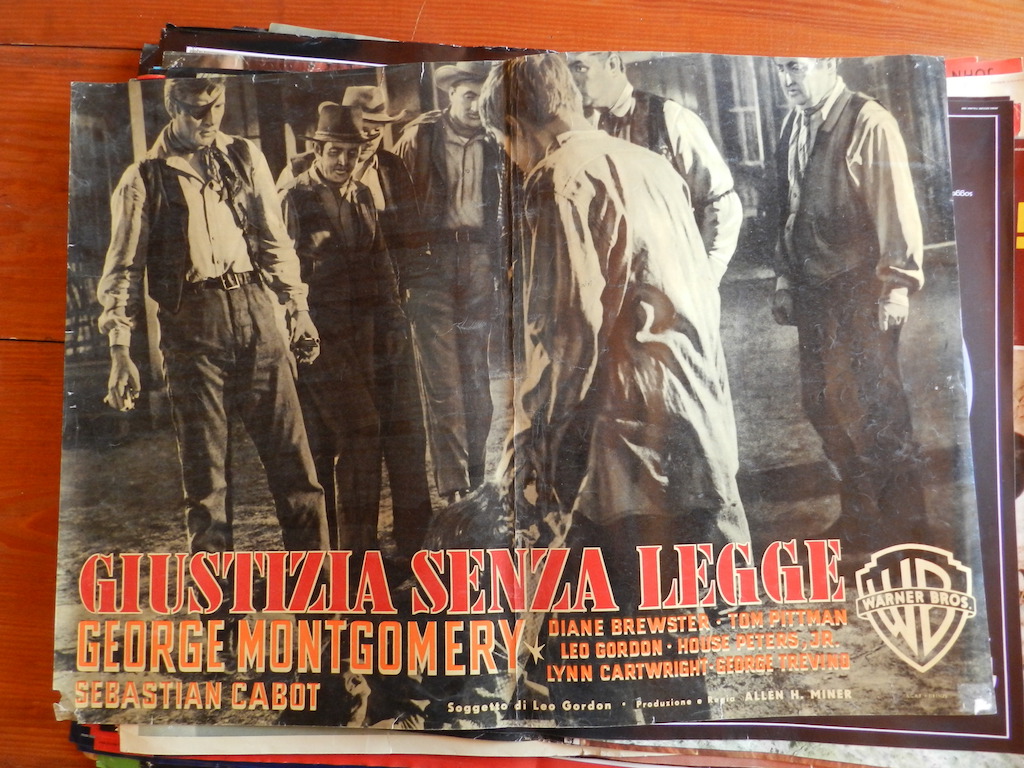 GIUSTIZIA SENZA LEGGE
GEORGE MONTGOMERY
SEBASTIAN CABOT
DIANE BREWSTER - TOM PITTMAN
LEO GORDON · HOUSE PETERS, JR.
LYNN CARTWRIGHT - GEORGE TREVINO
Soggetto di Leo Gordon • Produzione e Regia ALLEN H. MINER
WB
WARNER BROS.